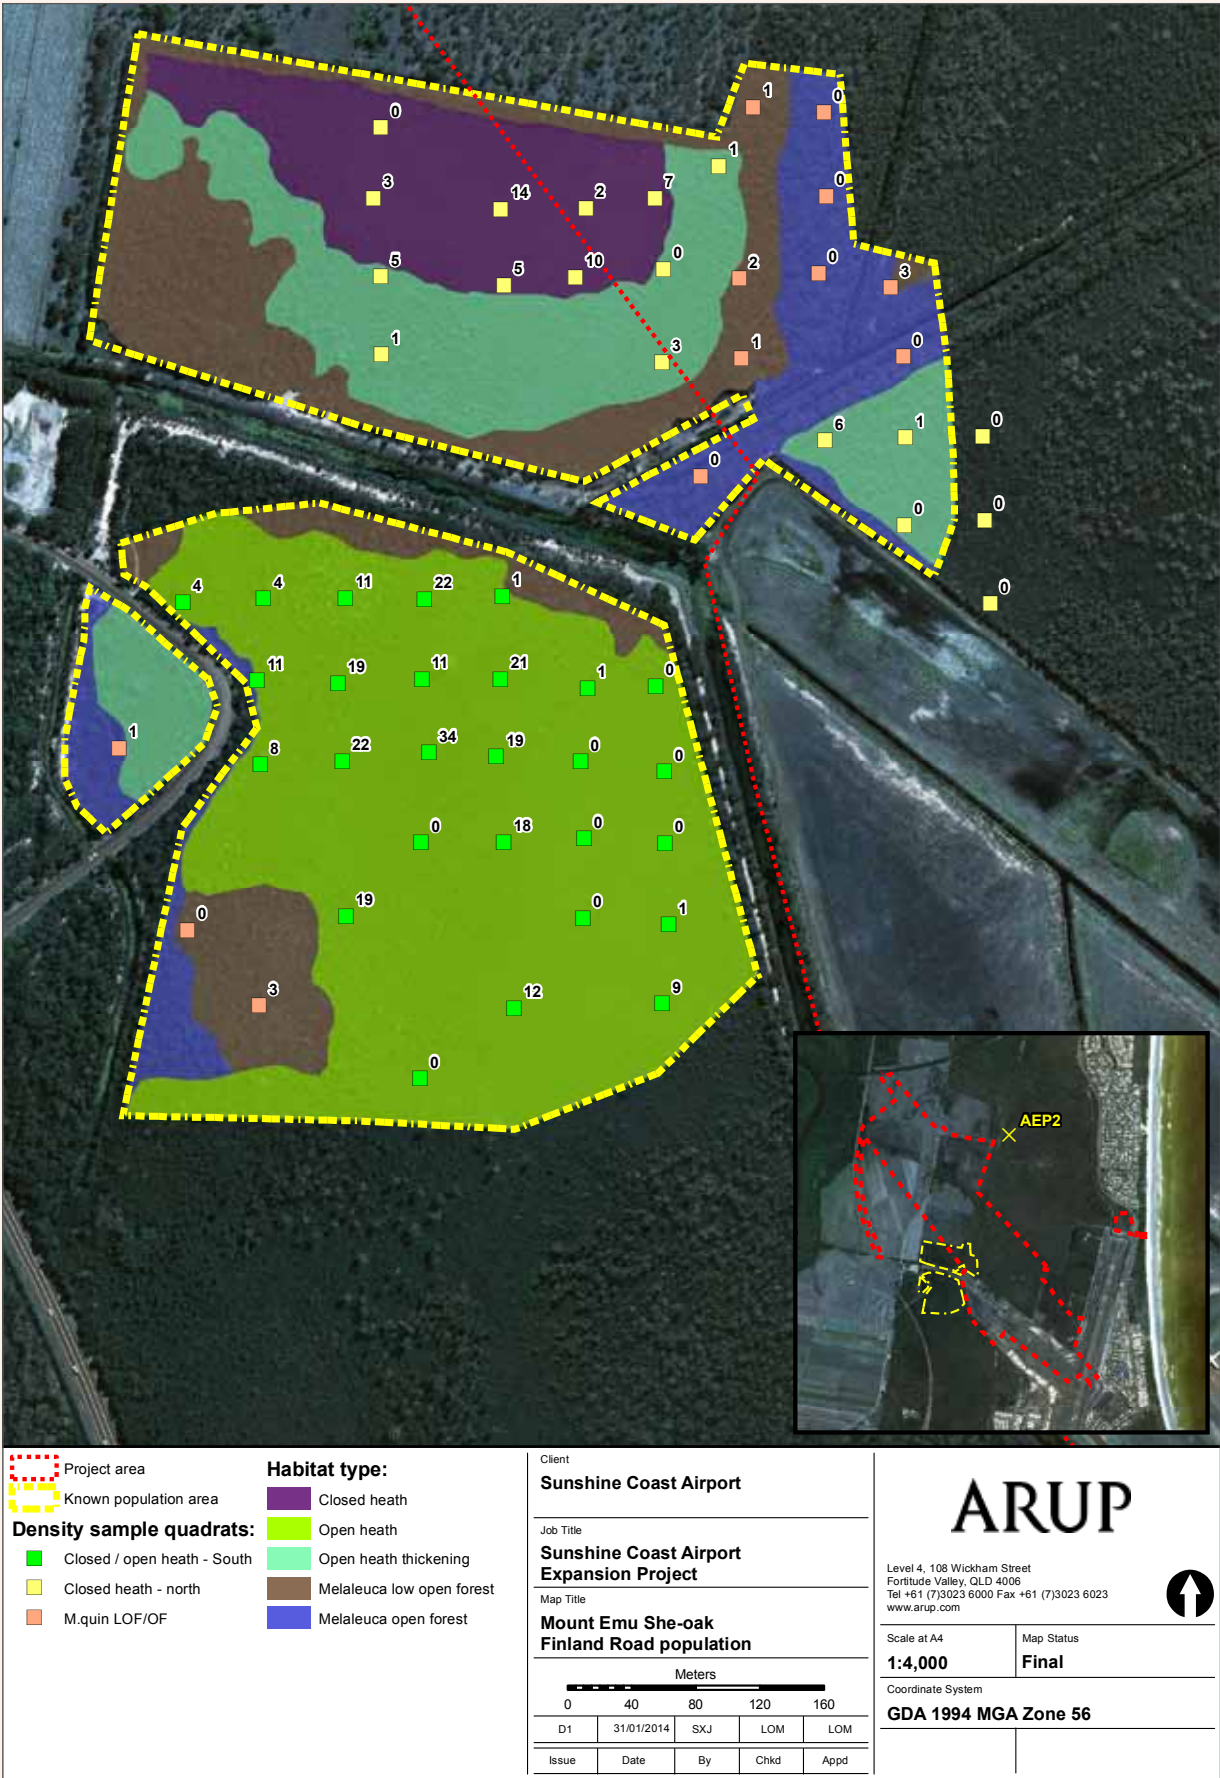 0
1
0
1
3
14
2
7
0
5
5
10
0
2
0
3
1
3
1
0
6
1
0
0
0
0
0
4
4
11
22
1
11
19
11
21
1
0
1
8
22
34
19
0
0
0
18
0
0
0
19
0
1
3
12
9
0
AEP2
Project area
Known population area
Density sample quadrats:
Closed / open heath - South
Closed heath - north
M.quin LOF/OF
Habitat type:
Closed heath
Open heath
Open heath thickening
Melaleuca low open forest
Melaleuca open forest
Client
Sunshine Coast Airport
Job Title
Sunshine Coast Airport
Expansion Project
Map Title
Mount Emu She-oak
Finland Road population
Meters
0 40 80 120 160
D1 31/01/2014 SXJ LOM LOM
Issue Date By Chkd Appd
ARUP
Level 4, 108 Wickham Street
Fortitude Valley, QLD 4006
Tel +61 (7)3023 6000 Fax +61 (7)3023 6023
www.arup.com
Scale at A4
1:4,000
Map Status
Final
Coordinate System
GDA 1994 MGA Zone 56